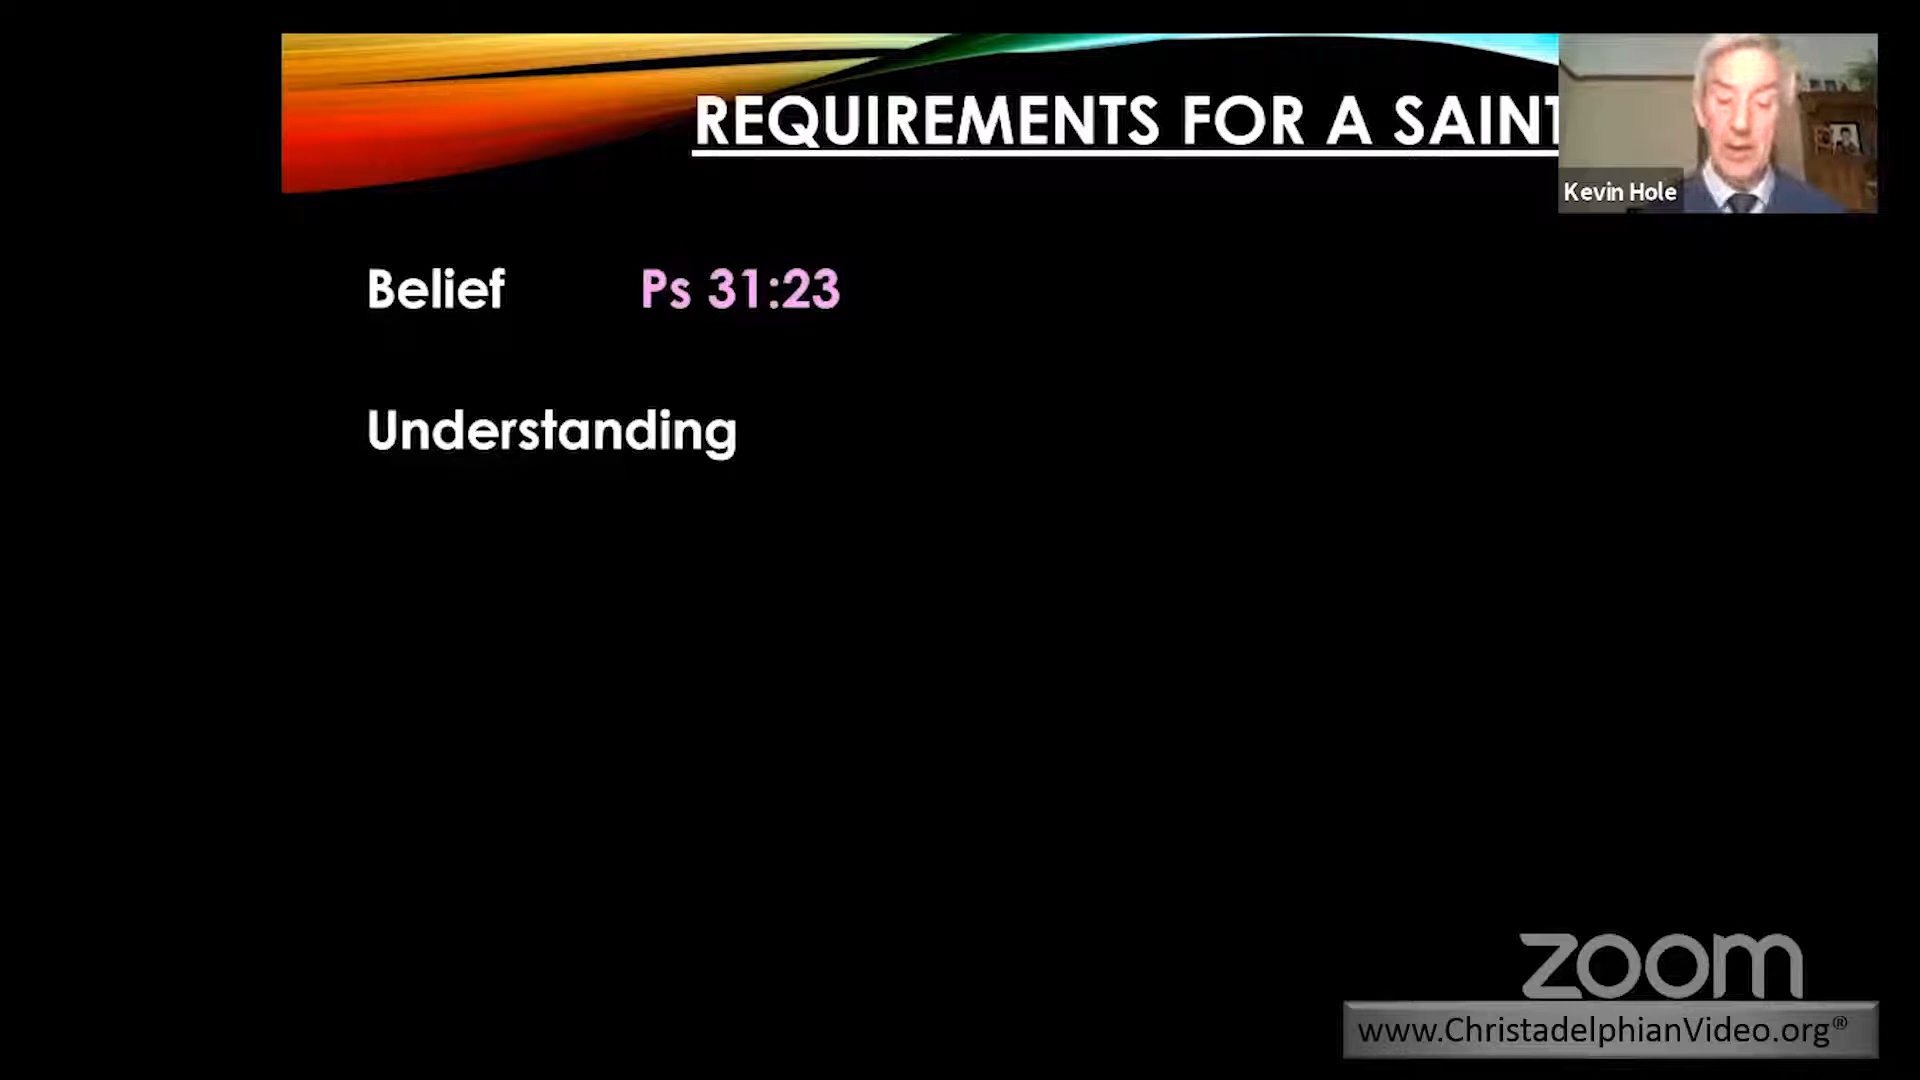 REQUIREMENTS FOR A SAINT
Kevin Hole
Belief Ps 31:23
Understanding
zoom
www.ChristadelphianVideo.org®